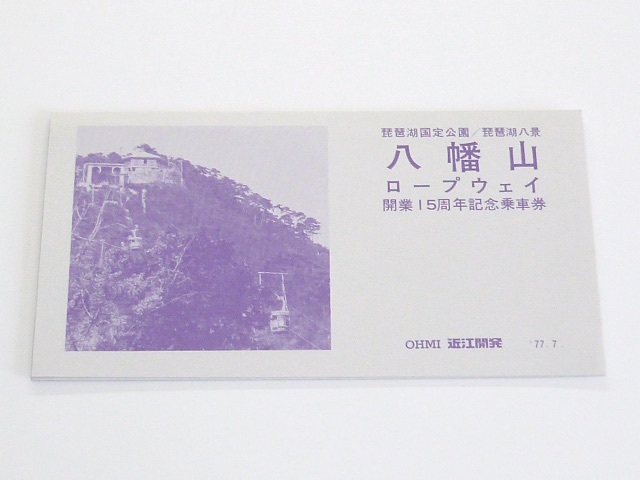 琵琶湖国定公園／琵琶湖八景
八幡山
ロープウェイ
開業15周年記念乗車券
OHMI 近江開発 '77.7.